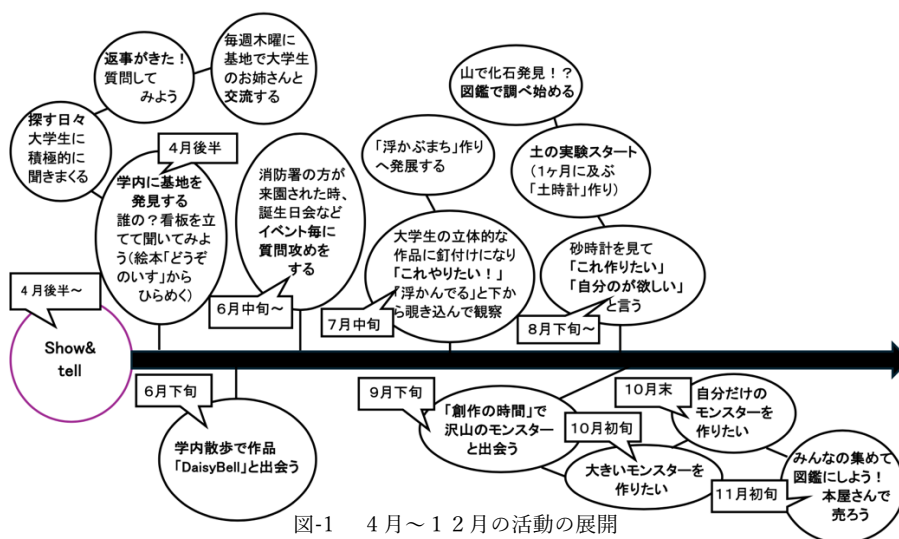 返事がきた！
質問して
みよう
毎週木曜に
基地で大学生
のお姉さんと
交流する
探す日々
大学生に
積極的に
聞きまくる
4月後半
学内に基地を
発見する
誰の？看板を立
てて聞いてみよ
う(絵本「どうぞ
のいす」から
ひらめく)
4月後半～
Show&
tell
消防署の方が
来園された時、
誕生日会など
イベント毎に
質問攻めを
する
6月中旬～
「浮かぶまち」作り
へ発展する
大学生の立体的な
作品に釘付けになり
「これやりたい！」
「浮かんでる」と下か
ら覗き込んで観察
7月中旬
山で化石発見！？
図鑑で調べ始める
土の実験スタート
(1ヶ月に及ぶ
「土時計」作り)
砂時計を見て
「これ作りたい」
「自分のが欲しい」
と言う
8月下旬～
6月下旬
学内散歩で作品
「DaisyBell」と出会う
9月下旬
「創作の時間」で
沢山のモンスター
と出会う
10月初旬
大きいモンスターを
作りたい
10月末
自分だけの
モンスターを
作りたい
みんなの集めて
図鑑にしよう！
本屋さんで
売ろう
11月初旬
図-1 ４月～１２月の活動の展開